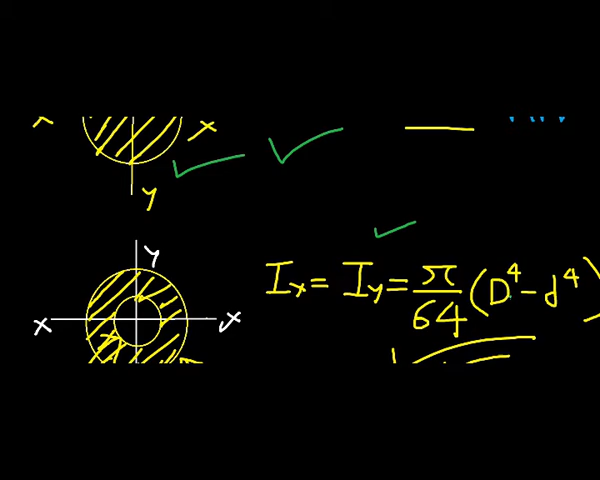 X
X
Y
Y
X
X
Ix = Iy = π/64 (D⁴ - d⁴)